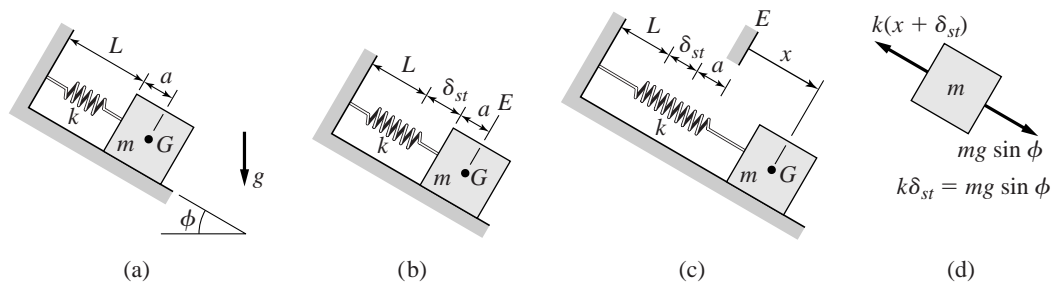 L
a
k
m
G
g
ϕ
(a)
L
δst
a
E
k
m
G
(b)
L
δst
a
E
x
k
m
G
(c)
k(x + δst)
m
mg sin ϕ
kδst = mg sin ϕ
(d)